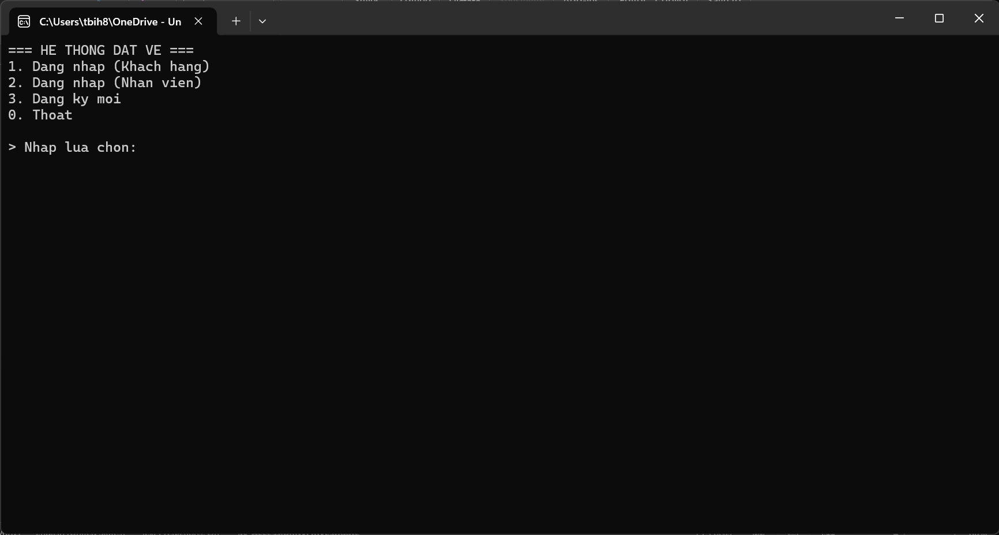 C:\Users\tbih8\OneDrive - Un
=== HE THONG DAT VE ===
1. Dang nhap (Khach hang)
2. Dang nhap (Nhan vien)
3. Dang ky moi
0. Thoat
> Nhap lua chon: